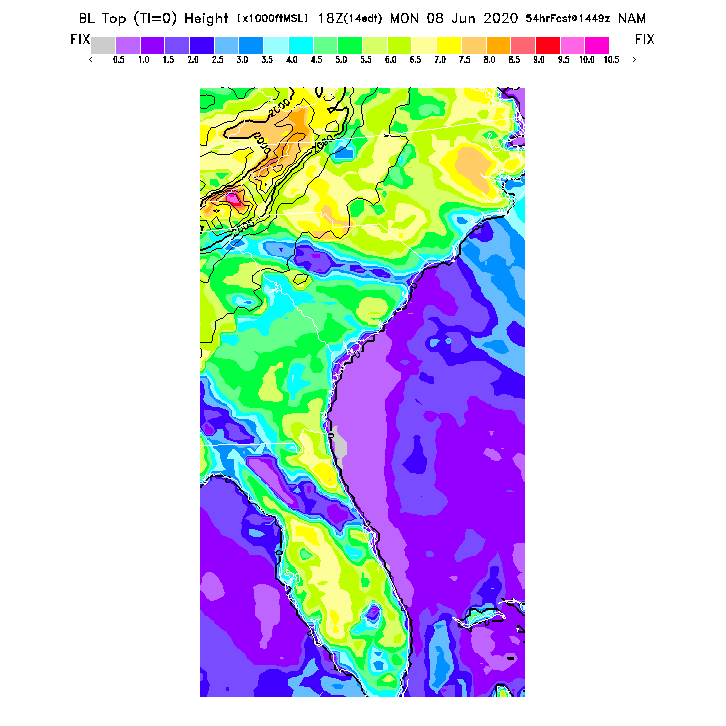 BL Top (TI=0) Height [x1000ftMSL] 18Z(14edt) MON 08 Jun 2020 54hrFcst@1449z NAM
FIX FIX
< 0.5 1.0 1.5 2.0 2.5 3.0 3.5 4.0 4.5 5.0 5.5 6.0 6.5 7.0 7.5 8.0 8.5 9.0 9.5 10.0 10.5 >
2000
2000